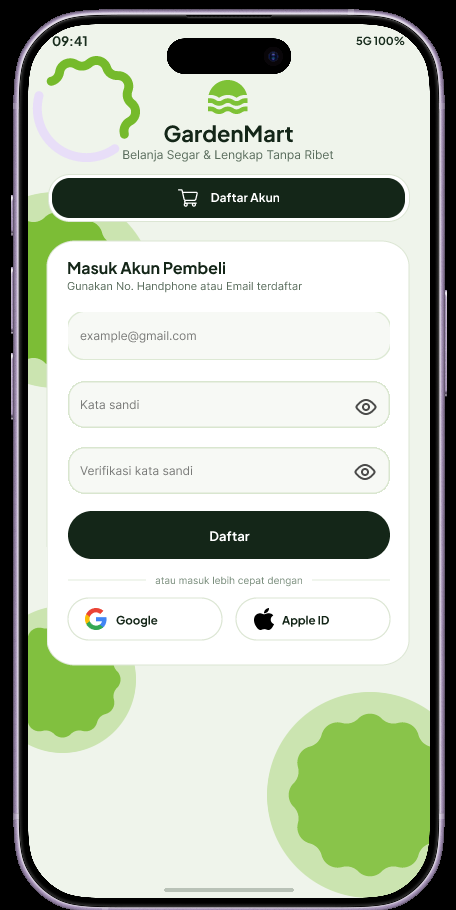 09:41
5G 100%
GardenMart
Belanja Segar & Lengkap Tanpa Ribet
Daftar Akun
Masuk Akun Pembeli
Gunakan No. Handphone atau Email terdaftar
example@gmail.com
Kata sandi
Verifikasi kata sandi
Daftar
atau masuk lebih cepat dengan
Google
Apple ID